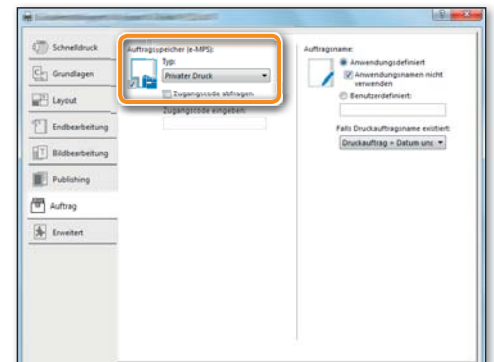 Schnelldruck
Grundlagen
Layout
Endbearbeitung
Bildbearbeitung
Publishing
Auftrag
Erweitert
Auftragsspeicher (e-MPS):
Typ:
Privater Druck
Zugangscode abfragen
Zugangscode eingeben:
Auftragsname:
Anwendungsdefiniert
Anwendungsnamen nicht
verwenden
Benutzerdefiniert:
Falls Druckauftragsname existiert:
Druckauftrag + Datum unc